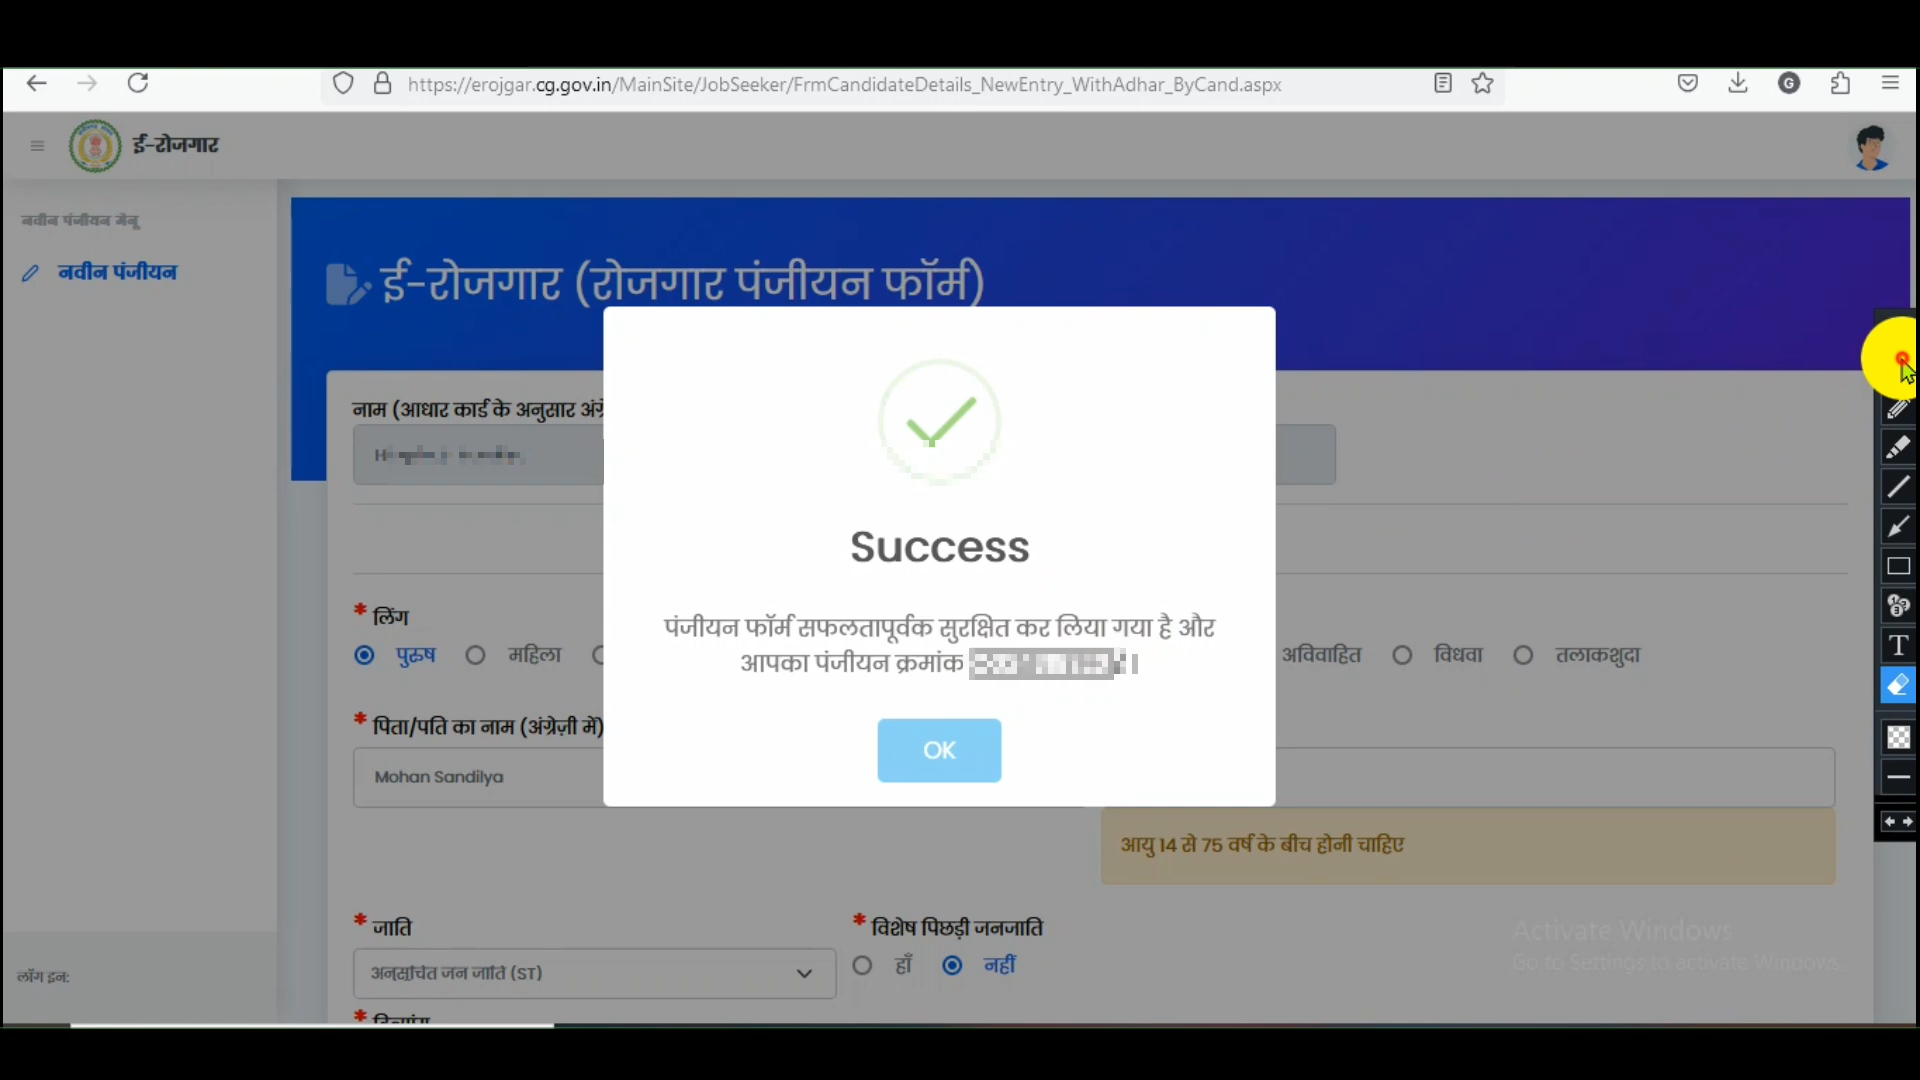 https://erojgar.cg.gov.in/MainSite/JobSeeker/FrmCandidateDetails_NewEntry_WithAdhar_ByCand.aspx
G
ई-रोजगार
नवीन पंजीयन मेनू
नवीन पंजीयन
ई-रोजगार (रोजगार पंजीयन फॉर्म)
नाम (आधार कार्ड के अनुसार
Success
पंजीयन फॉर्म सफलतापूर्वक सुरक्षित कर लिया गया है और
आपका पंजीयन क्रमांक
OK
* लिंग
पुरुष महिला अविवाहित विधवा तलाकशुदा
* पिता/पति का नाम (अंग्रेज़ी में)
Mohan Sandilya
आयु 14 से 75 वर्ष के बीच होनी चाहिए
* जाति * विशेष पिछड़ी जनजाति
अनुसूचित जन जाति (ST) हाँ नहीं
Activate Windows
Go to Settings to activate Windows.
लॉग इन:
T